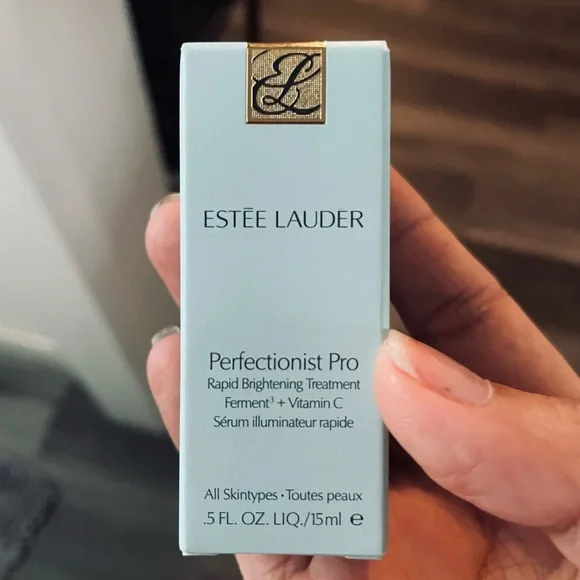 EL
ESTĒE LAUDER
Perfectionist Pro
Rapid Brightening Treatment
Ferment³ + Vitamin C
Sérum illuminateur rapide
All Skintypes • Toutes peaux
.5 FL. OZ. LIQ./15ml ℮